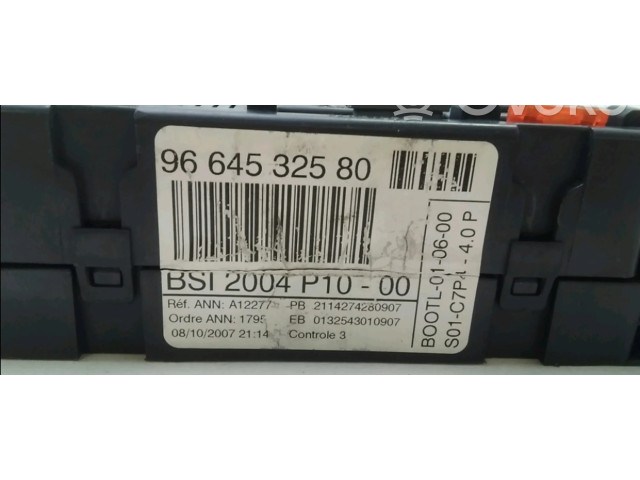 96 645 325 80
BSI 2004 P10 - 00
Réf. ANN: A12277 PB 2114274280907
Ordre ANN: 1795 EB 0132543010907
08/10/2007 21:14 Controle 3
BOOTL-01-06-00
S01-C7PA - 4.0 P